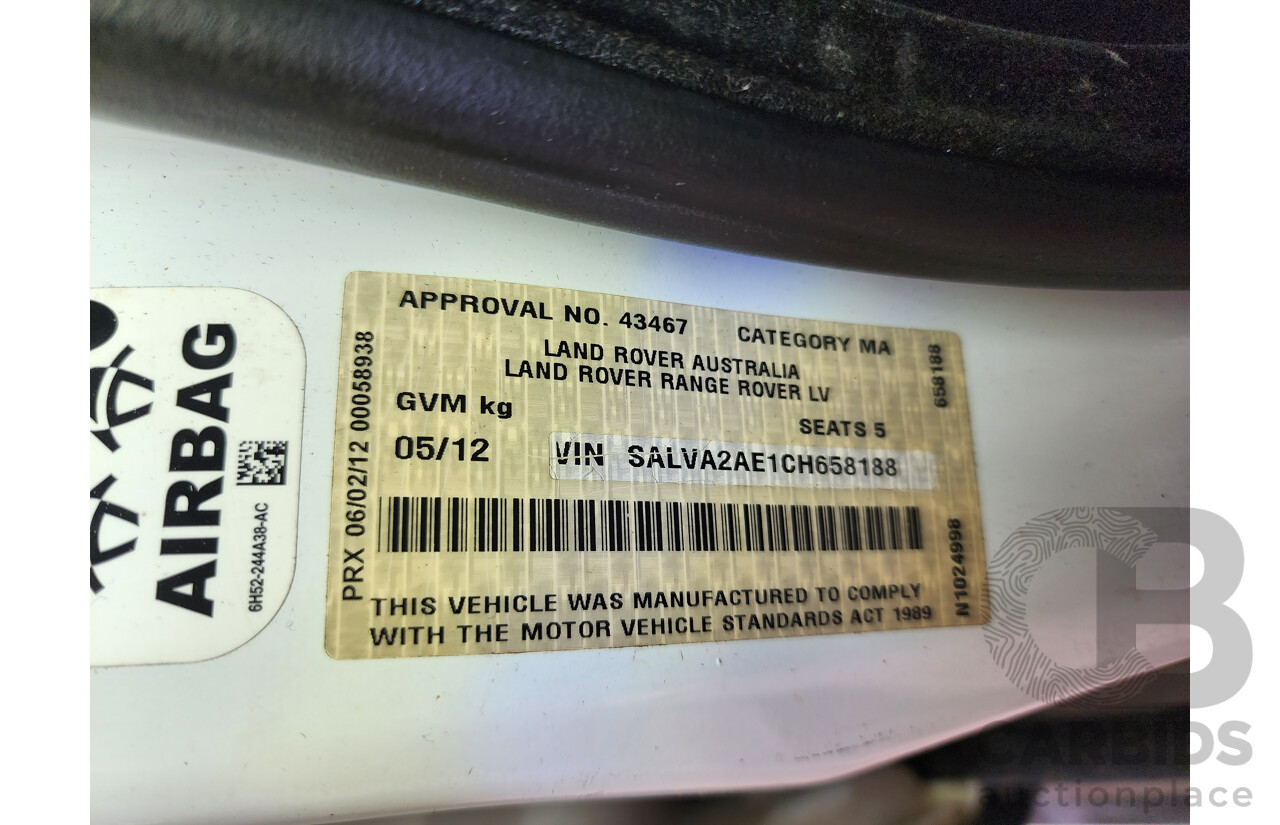 APPROVAL NO. 43467 CATEGORY MA
LAND ROVER AUSTRALIA
LAND ROVER RANGE ROVER LV
GVM kg
SEATS 5
05/12
VIN SALVA2AE1CH658188
THIS VEHICLE WAS MANUFACTURED TO COMPLY
WITH THE MOTOR VEHICLE STANDARDS ACT 1989
PRX 06/02/12 00058938
658188
N1024998
AIRBAG
6H52-244A38-AC
CB
CARBIDS
auctionplace